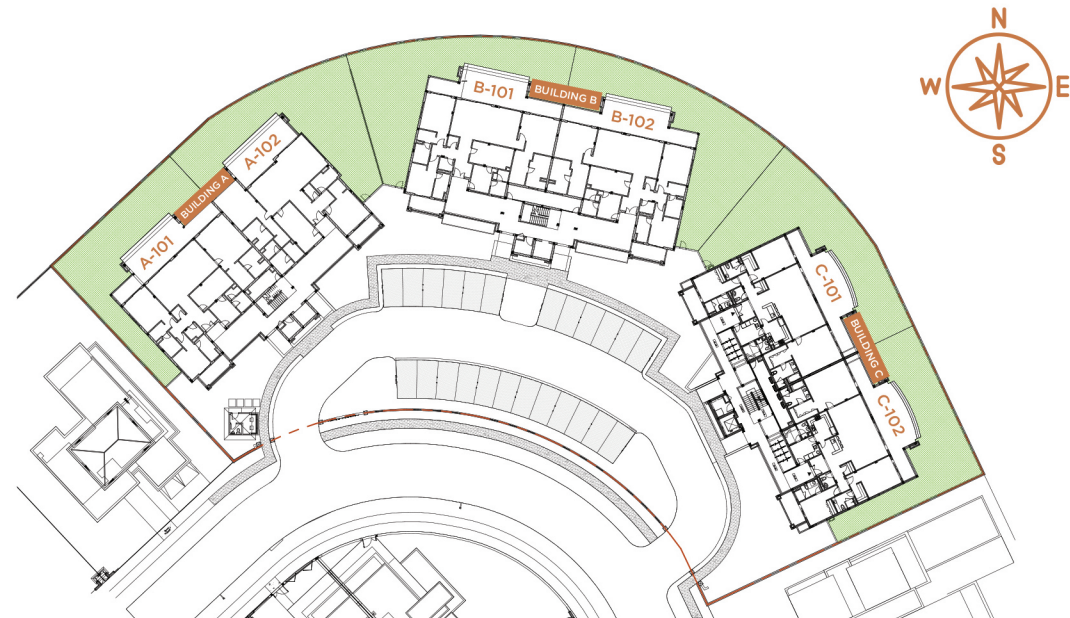 N
W
E
S
B-101
BUILDING B
B-102
A-102
BUILDING A
A-101
C-101
BUILDING C
C-102